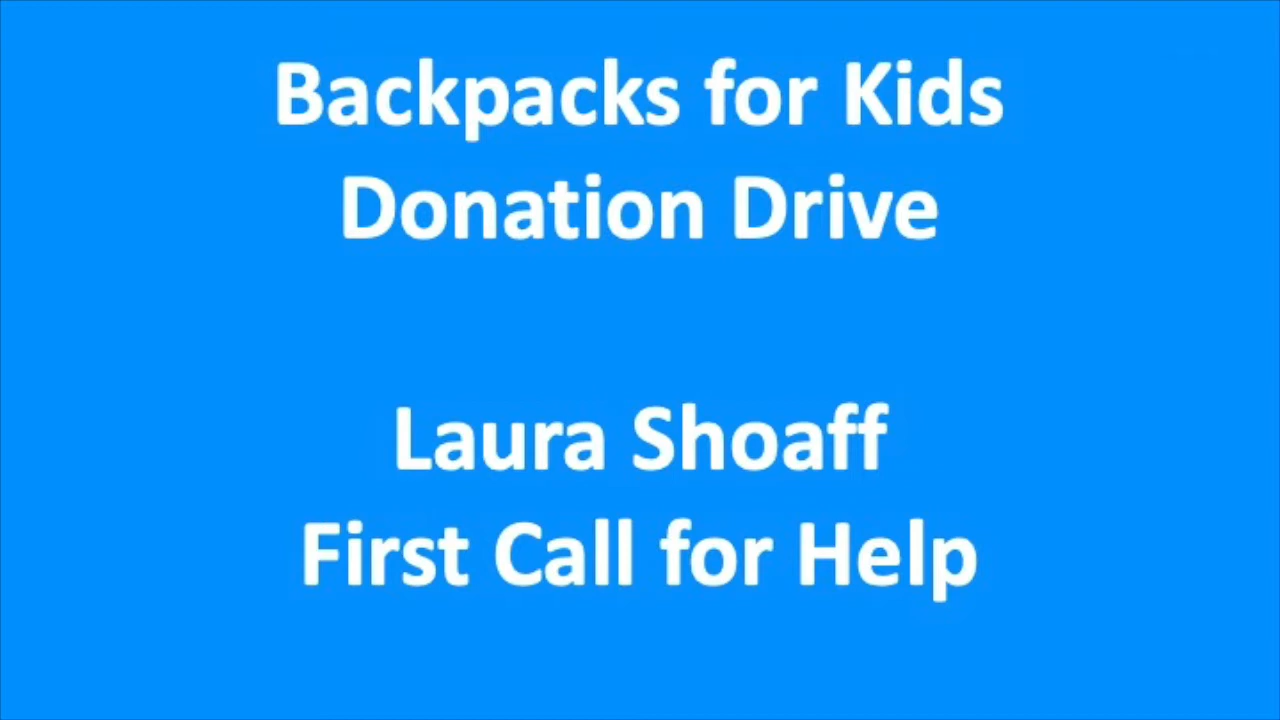 Backpacks for Kids
Donation Drive
Laura Shoaff
First Call for Help